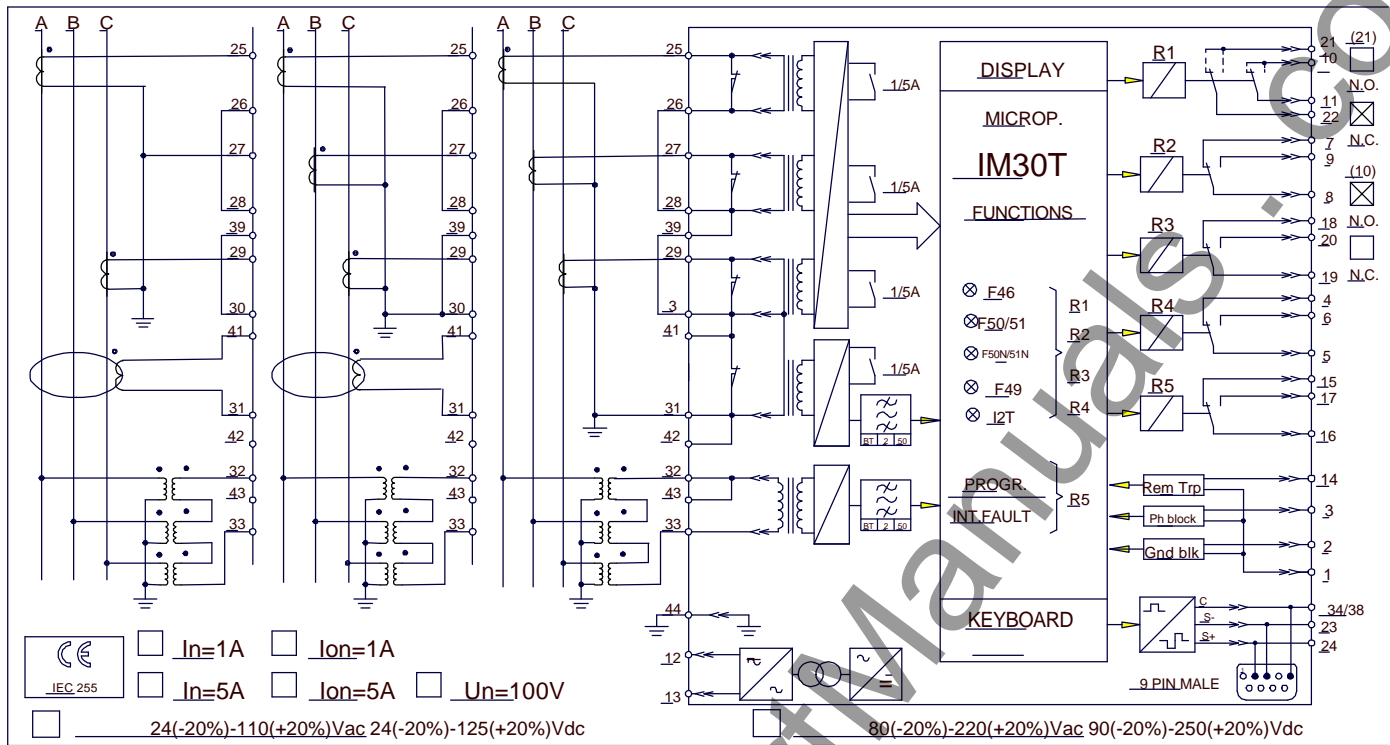 A B C
25
26
27
28
39
29
30
41
31
42
32
43
33
A B C
25
26
27
28
39
29
30
41
31
42
32
43
33
A B C
25
26
27
28
39
29
3
41
31
42
32
43
33
44
12
13
1/5A
1/5A
1/5A
1/5A
BT 2 50
BT 2 50
DISPLAY
MICROP.
IM30T
FUNCTIONS
F46
F50/51
F50N/51N
F49
I2T
R1
R2
R3
R4
PROGR.
INT.FAULT
R5
KEYBOARD
R1
R2
R3
R4
R5
Rem Trp
Ph block
Gnd blk
C
S-
S+
9 PIN MALE
1
21
10
11
22
7
9
8
18
20
19
4
6
5
15
17
16
14
3
2
1
34/38
23
24
(21)
N.O.
N.C.
(10)
N.O.
N.C.
CE
IEC 255
In=1A
Ion=1A
In=5A
Ion=5A
Un=100V
24(-20%)-110(+20%)Vac 24(-20%)-125(+20%)Vdc
80(-20%)-220(+20%)Vac 90(-20%)-250(+20%)Vdc